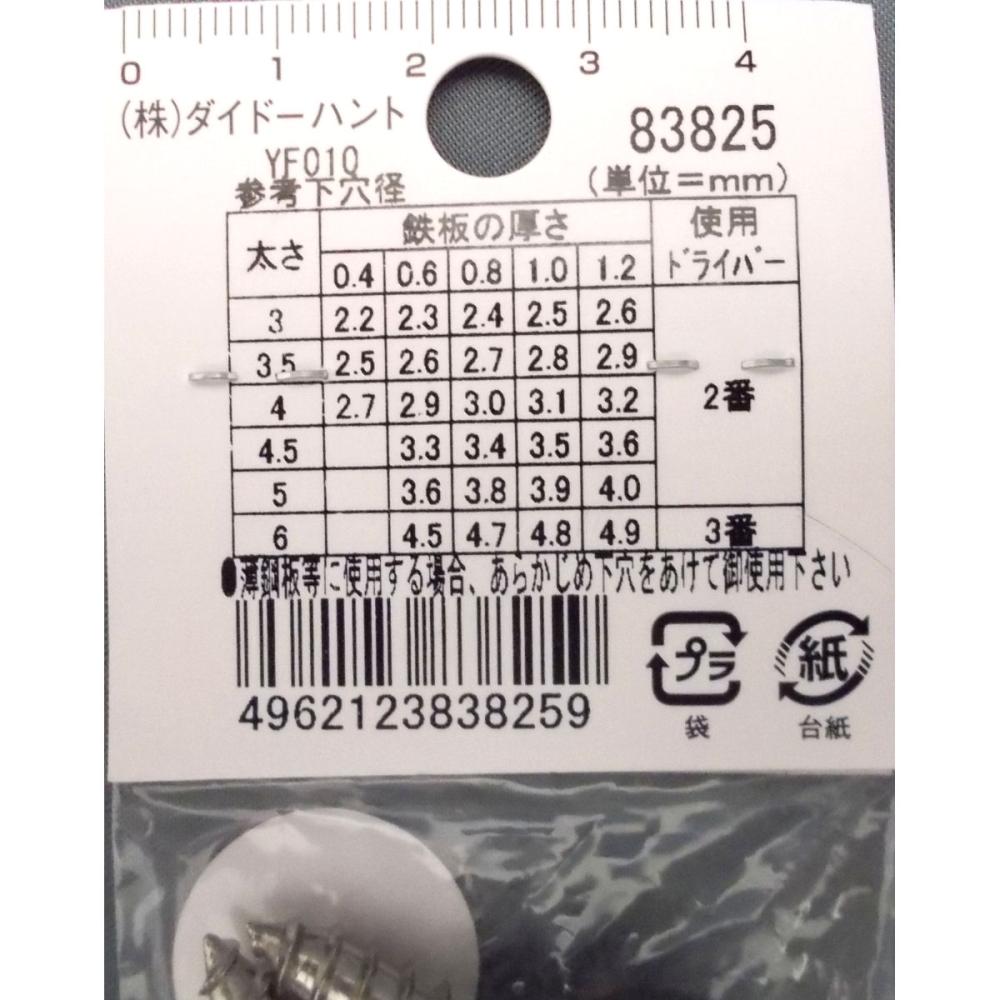 0 1 2 3 4
(株)ダイドーハント
83825
YF01Q
参考下穴径
(単位=mm)
太さ 鉄板の厚さ 使用ドライバー
0.4 0.6 0.8 1.0 1.2
3 2.2 2.3 2.4 2.5 2.6
3.5 2.5 2.6 2.7 2.8 2.9
4 2.7 2.9 3.0 3.1 3.2 2番
4.5 3.3 3.4 3.5 3.6
5 3.6 3.8 3.9 4.0
6 4.5 4.7 4.8 4.9 3番
●薄鋼板等に使用する場合、あらかじめ下穴をあけて御使用下さい
4962123838259
プラ
袋
紙
台紙